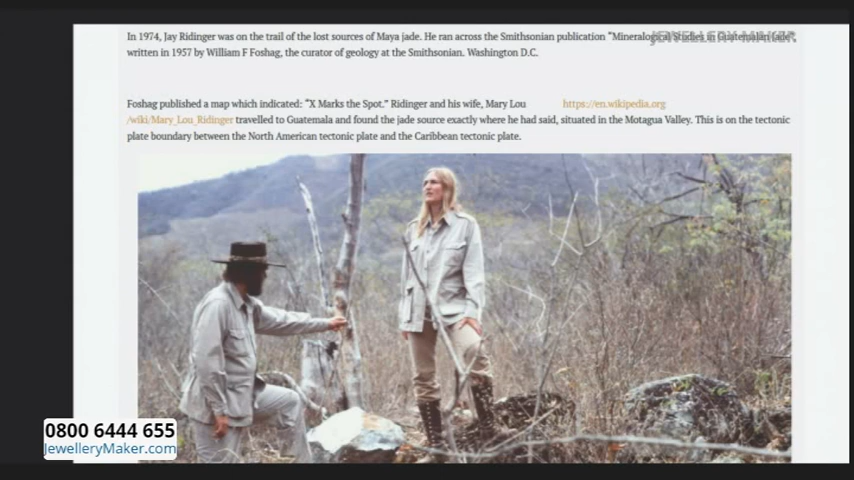 In 1974, Jay Ridinger was on the trail of the lost sources of Maya jade. He ran across the Smithsonian publication “Mineralogical Studies in Guatemalan Jade”
JEWELLERY MAKER
written in 1957 by William F Foshag, the curator of geology at the Smithsonian. Washington D.C.
Foshag published a map which indicated: “X Marks the Spot.” Ridinger and his wife, Mary Lou https://en.wikipedia.org
/wiki/Mary_Lou_Ridinger travelled to Guatemala and found the jade source exactly where he had said, situated in the Motagua Valley. This is on the tectonic
plate boundary between the North American tectonic plate and the Caribbean tectonic plate.
0800 6444 655
JewelleryMaker.com